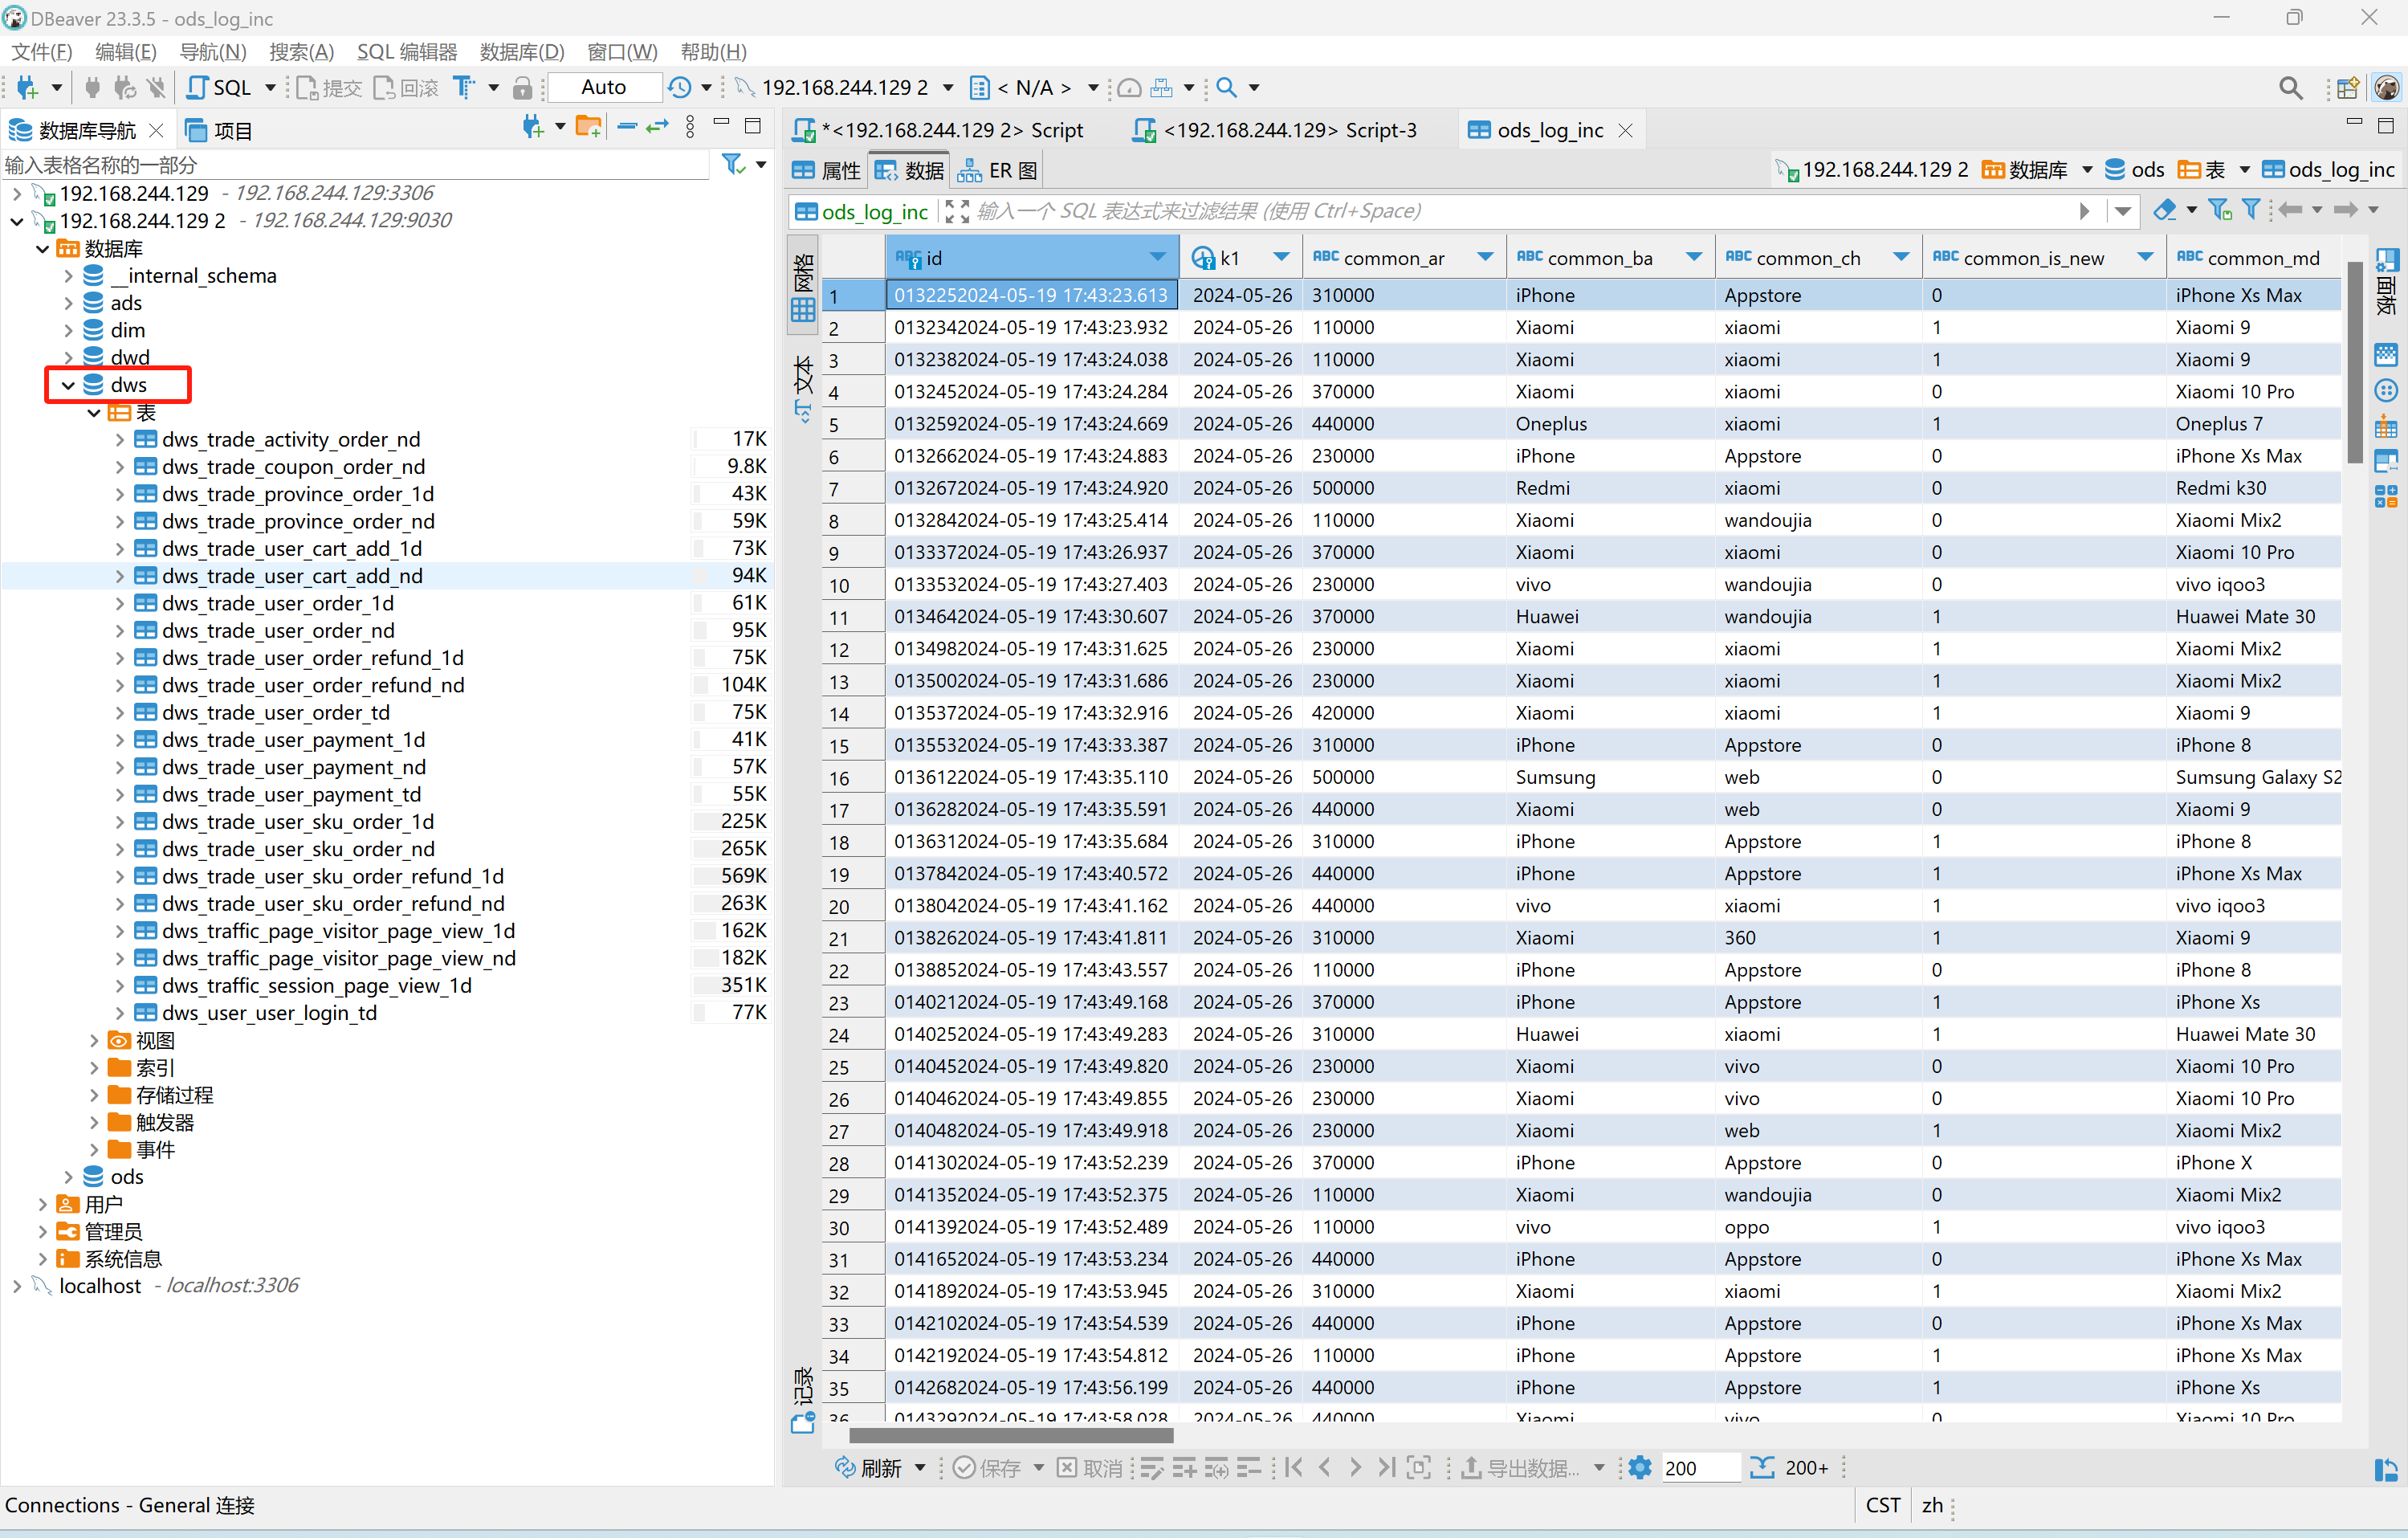 DBeaver 23.3.5 - ods_log_inc
文件(F) 编辑(E) 导航(N) 搜索(A) SQL 编辑器 数据库(D) 窗口(W) 帮助(H)
SQL 提交 回滚 Auto 192.168.244.129 2 < N/A >
数据库导航 项目
输入表格名称的一部分
192.168.244.129 - 192.168.244.129:3306
192.168.244.129 2 - 192.168.244.129:9030
数据库
__internal_schema
ads
dim
dwd
dws
表
dws_trade_activity_order_nd 17K
dws_trade_coupon_order_nd 9.8K
dws_trade_province_order_1d 43K
dws_trade_province_order_nd 59K
dws_trade_user_cart_add_1d 73K
dws_trade_user_cart_add_nd 94K
dws_trade_user_order_1d 61K
dws_trade_user_order_nd 95K
dws_trade_user_order_refund_1d 75K
dws_trade_user_order_refund_nd 104K
dws_trade_user_order_td 75K
dws_trade_user_payment_1d 41K
dws_trade_user_payment_nd 57K
dws_trade_user_payment_td 55K
dws_trade_user_sku_order_1d 225K
dws_trade_user_sku_order_nd 265K
dws_trade_user_sku_order_refund_1d 569K
dws_trade_user_sku_order_refund_nd 263K
dws_traffic_page_visitor_page_view_1d 162K
dws_traffic_page_visitor_page_view_nd 182K
dws_traffic_session_page_view_1d 351K
dws_user_user_login_td 77K
视图
索引
存储过程
触发器
事件
ods
用户
管理员
系统信息
localhost - localhost:3306
*<192.168.244.129 2> Script <192.168.244.129> Script-3 ods_log_inc
属性 数据 ER 图 192.168.244.129 2 数据库 ods 表 ods_log_inc
ods_log_inc 输入一个 SQL 表达式来过滤结果 (使用 Ctrl+Space)
网格
文本
记录
面板
ABC id k1 ABC common_ar ABC common_ba ABC common_ch ABC common_is_new ABC common_md
1 0132252024-05-19 17:43:23.613 2024-05-26 310000 iPhone Appstore 0 iPhone Xs Max
2 0132342024-05-19 17:43:23.932 2024-05-26 110000 Xiaomi xiaomi 1 Xiaomi 9
3 0132382024-05-19 17:43:24.038 2024-05-26 110000 Xiaomi xiaomi 1 Xiaomi 9
4 0132452024-05-19 17:43:24.284 2024-05-26 370000 Xiaomi xiaomi 0 Xiaomi 10 Pro
5 0132592024-05-19 17:43:24.669 2024-05-26 440000 Oneplus xiaomi 1 Oneplus 7
6 0132662024-05-19 17:43:24.883 2024-05-26 230000 iPhone Appstore 0 iPhone Xs Max
7 0132672024-05-19 17:43:24.920 2024-05-26 500000 Redmi xiaomi 0 Redmi k30
8 0132842024-05-19 17:43:25.414 2024-05-26 110000 Xiaomi wandoujia 0 Xiaomi Mix2
9 0133372024-05-19 17:43:26.937 2024-05-26 370000 Xiaomi xiaomi 0 Xiaomi 10 Pro
10 0133532024-05-19 17:43:27.403 2024-05-26 230000 vivo wandoujia 0 vivo iqoo3
11 0134642024-05-19 17:43:30.607 2024-05-26 370000 Huawei wandoujia 1 Huawei Mate 30
12 0134982024-05-19 17:43:31.625 2024-05-26 230000 Xiaomi xiaomi 1 Xiaomi Mix2
13 0135002024-05-19 17:43:31.686 2024-05-26 230000 Xiaomi xiaomi 1 Xiaomi Mix2
14 0135372024-05-19 17:43:32.916 2024-05-26 420000 Xiaomi xiaomi 1 Xiaomi 9
15 0135532024-05-19 17:43:33.387 2024-05-26 310000 iPhone Appstore 0 iPhone 8
16 0136122024-05-19 17:43:35.110 2024-05-26 500000 Sumsung web 0 Sumsung Galaxy S2
17 0136282024-05-19 17:43:35.591 2024-05-26 440000 Xiaomi web 0 Xiaomi 9
18 0136312024-05-19 17:43:35.684 2024-05-26 310000 iPhone Appstore 1 iPhone 8
19 0137842024-05-19 17:43:40.572 2024-05-26 440000 iPhone Appstore 1 iPhone Xs Max
20 0138042024-05-19 17:43:41.162 2024-05-26 440000 vivo xiaomi 1 vivo iqoo3
21 0138262024-05-19 17:43:41.811 2024-05-26 310000 Xiaomi 360 1 Xiaomi 9
22 0138852024-05-19 17:43:43.557 2024-05-26 110000 iPhone Appstore 0 iPhone 8
23 0140212024-05-19 17:43:49.168 2024-05-26 370000 iPhone Appstore 1 iPhone Xs
24 0140252024-05-19 17:43:49.283 2024-05-26 310000 Huawei xiaomi 1 Huawei Mate 30
25 0140452024-05-19 17:43:49.820 2024-05-26 230000 Xiaomi vivo 0 Xiaomi 10 Pro
26 0140462024-05-19 17:43:49.855 2024-05-26 230000 Xiaomi vivo 0 Xiaomi 10 Pro
27 0140482024-05-19 17:43:49.918 2024-05-26 230000 Xiaomi web 1 Xiaomi Mix2
28 0141302024-05-19 17:43:52.239 2024-05-26 370000 iPhone Appstore 0 iPhone X
29 0141352024-05-19 17:43:52.375 2024-05-26 110000 Xiaomi wandoujia 0 Xiaomi Mix2
30 0141392024-05-19 17:43:52.489 2024-05-26 110000 vivo oppo 1 vivo iqoo3
31 0141652024-05-19 17:43:53.234 2024-05-26 440000 iPhone Appstore 0 iPhone Xs Max
32 0141892024-05-19 17:43:53.945 2024-05-26 310000 Xiaomi xiaomi 1 Xiaomi Mix2
33 0142102024-05-19 17:43:54.539 2024-05-26 440000 iPhone Appstore 0 iPhone Xs Max
34 0142192024-05-19 17:43:54.812 2024-05-26 110000 iPhone Appstore 1 iPhone Xs Max
35 0142682024-05-19 17:43:56.199 2024-05-26 440000 iPhone Appstore 1 iPhone Xs
36 0143292024-05-19 17:43:58.028 2024-05-26 440000 Xiaomi vivo 0 Xiaomi 10 Pro
刷新 保存 取消 导出数据... 200 200+
Connections - General 连接 CST zh